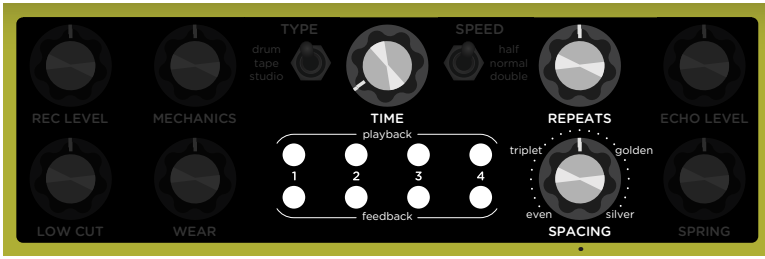 TYPE
SPEED
drum
tape
studio
half
normal
double
REC LEVEL
MECHANICS
TIME
REPEATS
ECHO LEVEL
playback
triplet
golden
1 2 3 4
even
silver
feedback
LOW CUT
WEAR
SPACING
SPRING